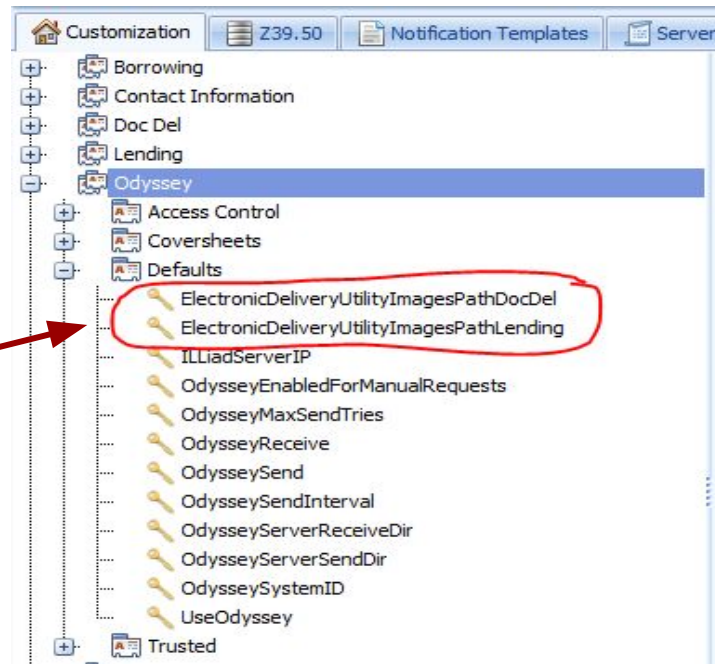 Customization Z39.50 Notification Templates Server
Borrowing
Contact Information
Doc Del
Lending
Odyssey
Access Control
Coversheets
Defaults
ElectronicDeliveryUtilityImagesPathDocDel
ElectronicDeliveryUtilityImagesPathLending
ILLiadServerIP
OdysseyEnabledForManualRequests
OdysseyMaxSendTries
OdysseyReceive
OdysseySend
OdysseySendInterval
OdysseyServerReceiveDir
OdysseyServerSendDir
OdysseySystemID
UseOdyssey
Trusted